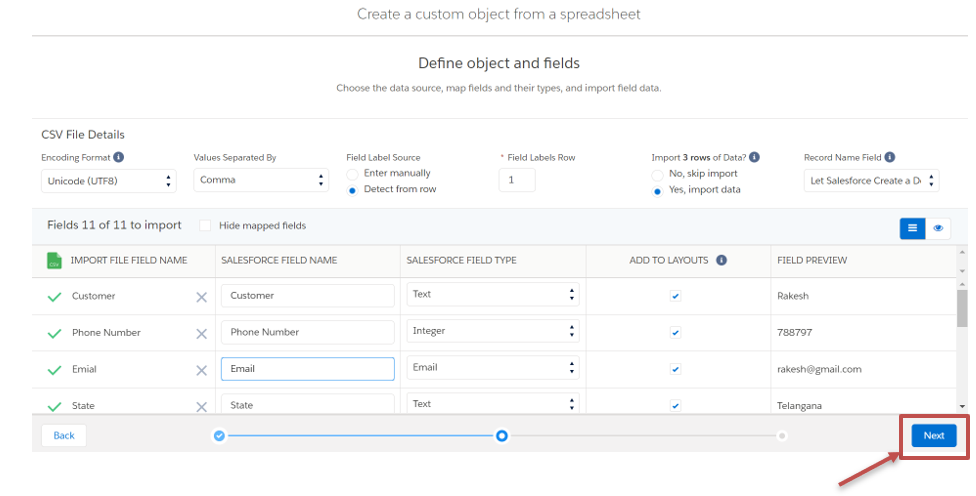 Create a custom object from a spreadsheet
Define object and fields
Choose the data source, map fields and their types, and import field data.
CSV File Details
Encoding Format Values Separated By Field Label Source * Field Labels Row Import 3 rows of Data? Record Name Field
Unicode (UTF8) Comma Enter manually 1 No, skip import Let Salesforce Create a D
Detect from row Yes, import data
Fields 11 of 11 to import Hide mapped fields
IMPORT FILE FIELD NAME SALESFORCE FIELD NAME SALESFORCE FIELD TYPE ADD TO LAYOUTS FIELD PREVIEW
Customer Customer Text Rakesh
Phone Number Phone Number Integer 788797
Emial Email Email rakesh@gmail.com
State State Text Telangana
Back Next